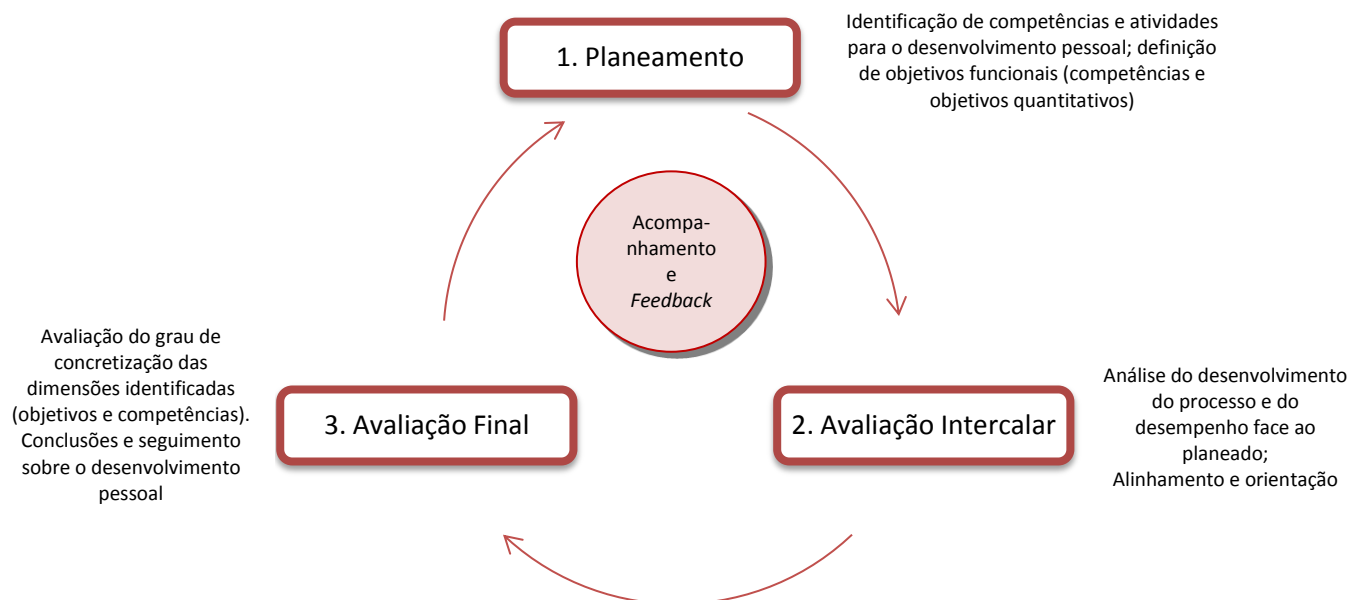 1. Planeamento
Identificação de competências e atividades
para o desenvolvimento pessoal; definição
de objetivos funcionais (competências e
objetivos quantitativos)
Acompa-
nhamento
e
Feedback
Avaliação do grau de
concretização das
dimensões identificadas
(objetivos e competências).
Conclusões e seguimento
sobre o desenvolvimento
pessoal
3. Avaliação Final
2. Avaliação Intercalar
Análise do desenvolvimento
do processo e do
desempenho face ao
planeado;
Alinhamento e orientação